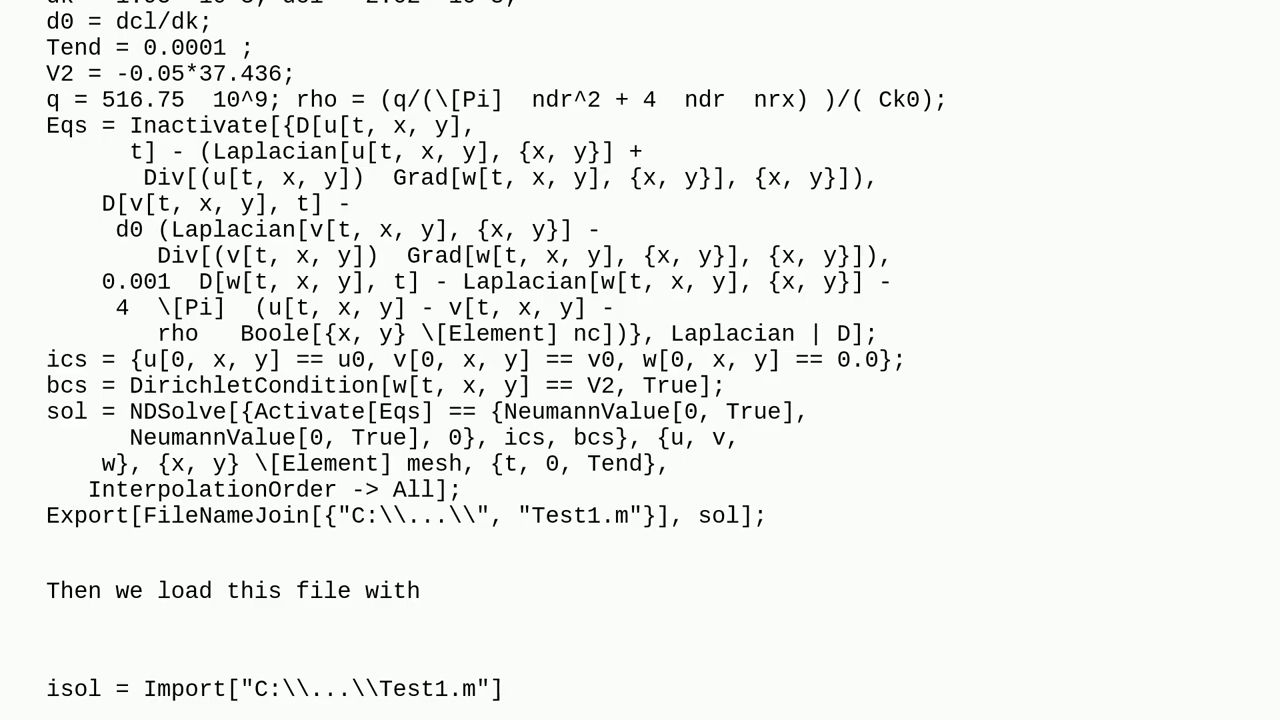 d0 = dcl/dk;
Tend = 0.0001 ;
V2 = -0.05*37.436;
q = 516.75  10^9; rho = (q/(\[Pi]  ndr^2 + 4  ndr  nrx) )/( Ck0);
Eqs = Inactivate[{D[u[t, x, y],
      t] - (Laplacian[u[t, x, y], {x, y}] +
       Div[(u[t, x, y])  Grad[w[t, x, y], {x, y}], {x, y}]),
    D[v[t, x, y], t] -
     d0 (Laplacian[v[t, x, y], {x, y}] -
        Div[(v[t, x, y])  Grad[w[t, x, y], {x, y}], {x, y}]),
    0.001  D[w[t, x, y], t] - Laplacian[w[t, x, y], {x, y}] -
     4  \[Pi]  (u[t, x, y] - v[t, x, y] -
        rho   Boole[{x, y} \[Element] nc])}, Laplacian | D];
ics = {u[0, x, y] == u0, v[0, x, y] == v0, w[0, x, y] == 0.0};
bcs = DirichletCondition[w[t, x, y] == V2, True];
sol = NDSolve[{Activate[Eqs] == {NeumannValue[0, True],
      NeumannValue[0, True], 0}, ics, bcs}, {u, v,
    w}, {x, y} \[Element] mesh, {t, 0, Tend},
   InterpolationOrder -> All];
Export[FileNameJoin[{"C:\\...\\", "Test1.m"}], sol];
Then we load this file with
isol = Import["C:\\...\\Test1.m"]